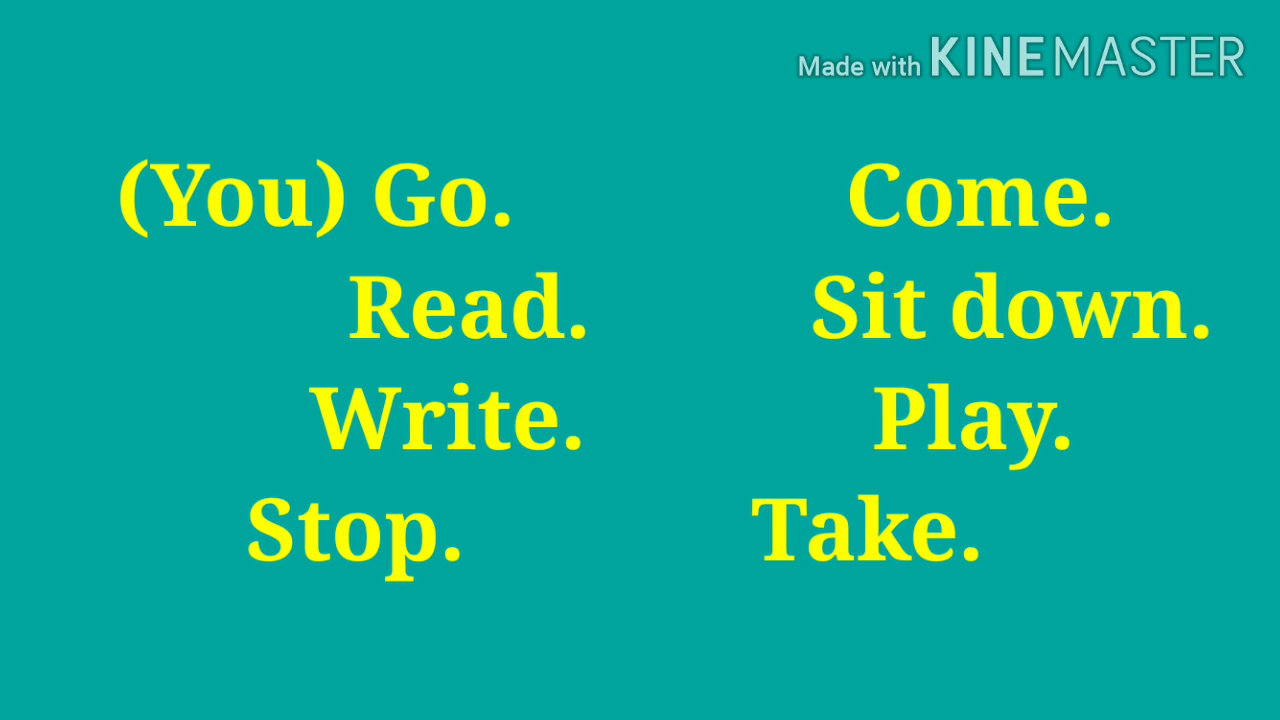 Made with KINEMASTER
(You) Go. Come.
Read. Sit down.
Write. Play.
Stop. Take.